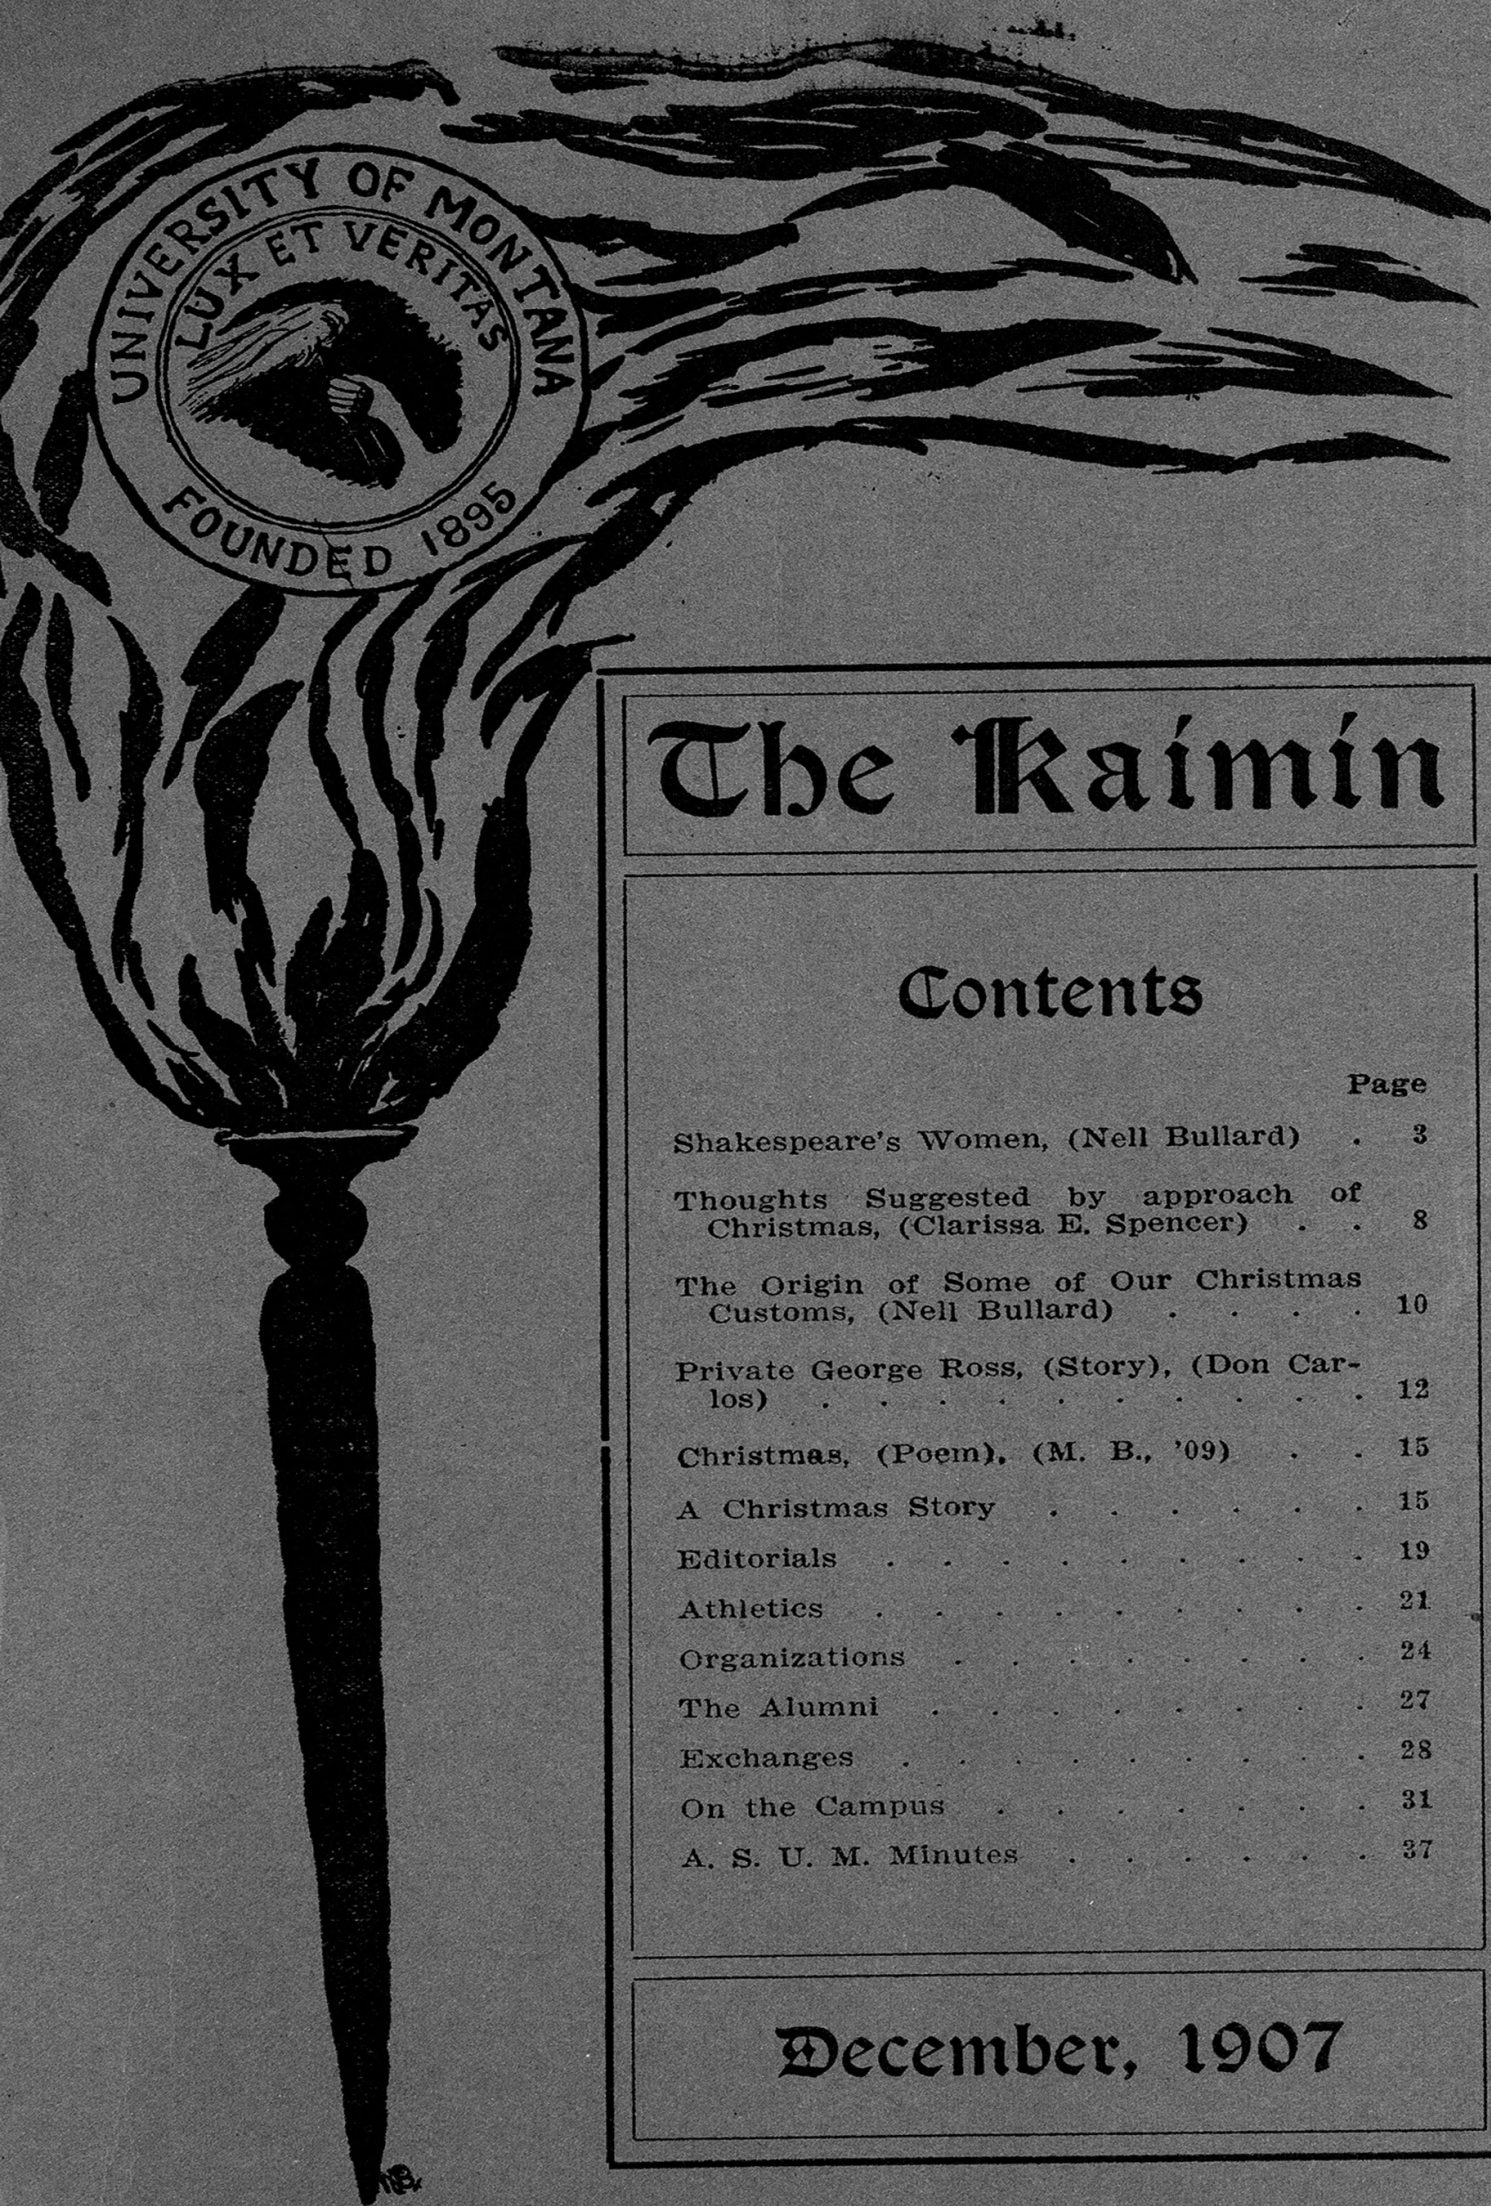 UNIVERSITY OF MONTANA
LUX ET VERITAS
FOUNDED 1895
The Kaimin
Contents
Page
Shakespeare's Women, (Nell Bullard) . 3
Thoughts Suggested by approach of
Christmas, (Clarissa E. Spencer) . . 8
The Origin of Some of Our Christmas
Customs, (Nell Bullard) . . . . 10
Private George Ross, (Story), (Don Car-
los) . . . . . . . . . . 12
Christmas, (Poem), (M. B., '09) . . 15
A Christmas Story . . . . . . 15
Editorials . . . . . . . . . 19
Athletics . . . . . . . . . 21
Organizations . . . . . . . . 24
The Alumni . . . . . . . . 27
Exchanges . . . . . . . . . 28
On the Campus . . . . . . . 31
A. S. U. M. Minutes . . . . . . 37
December, 1907